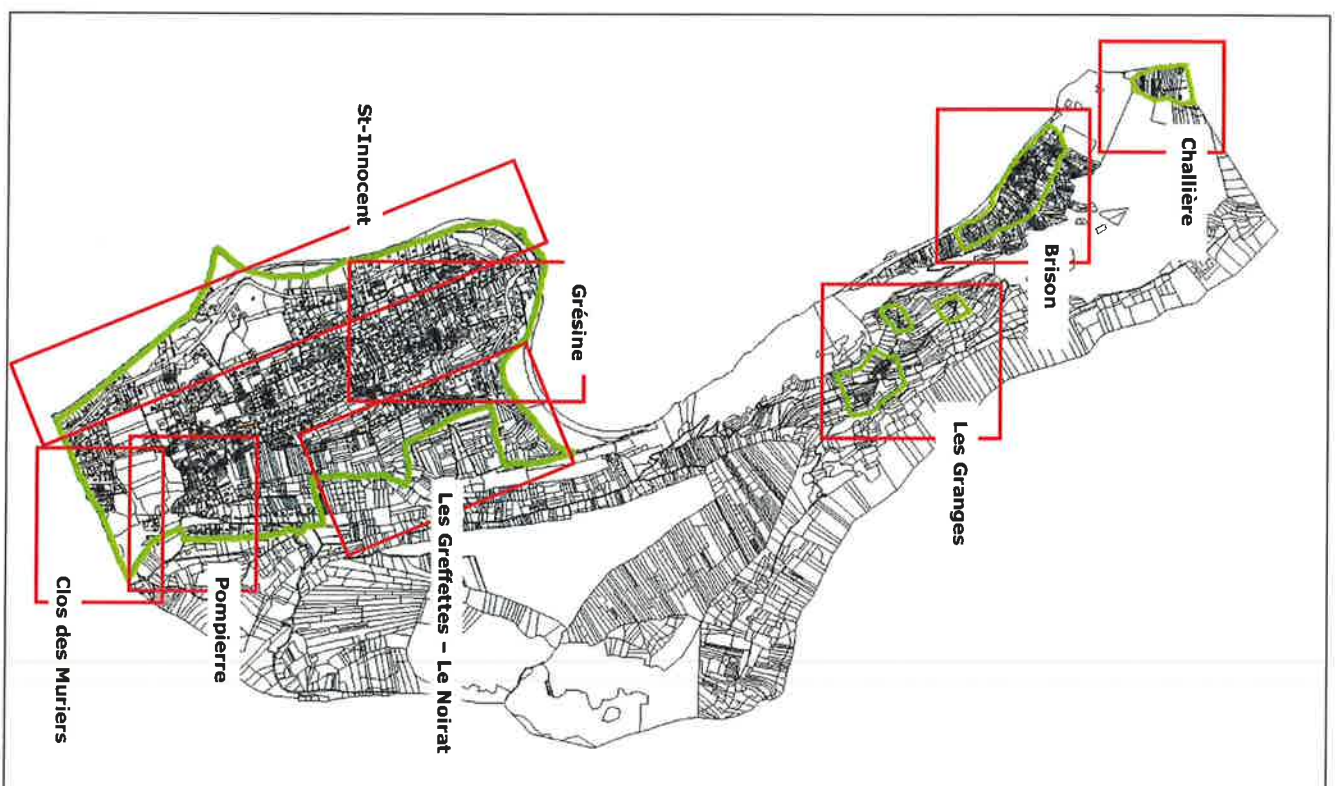 Challière
Brison
Les Granges
Grésine
St-Innocent
Les Greffettes – Le Noirat
Pompierre
Clos des Muriers